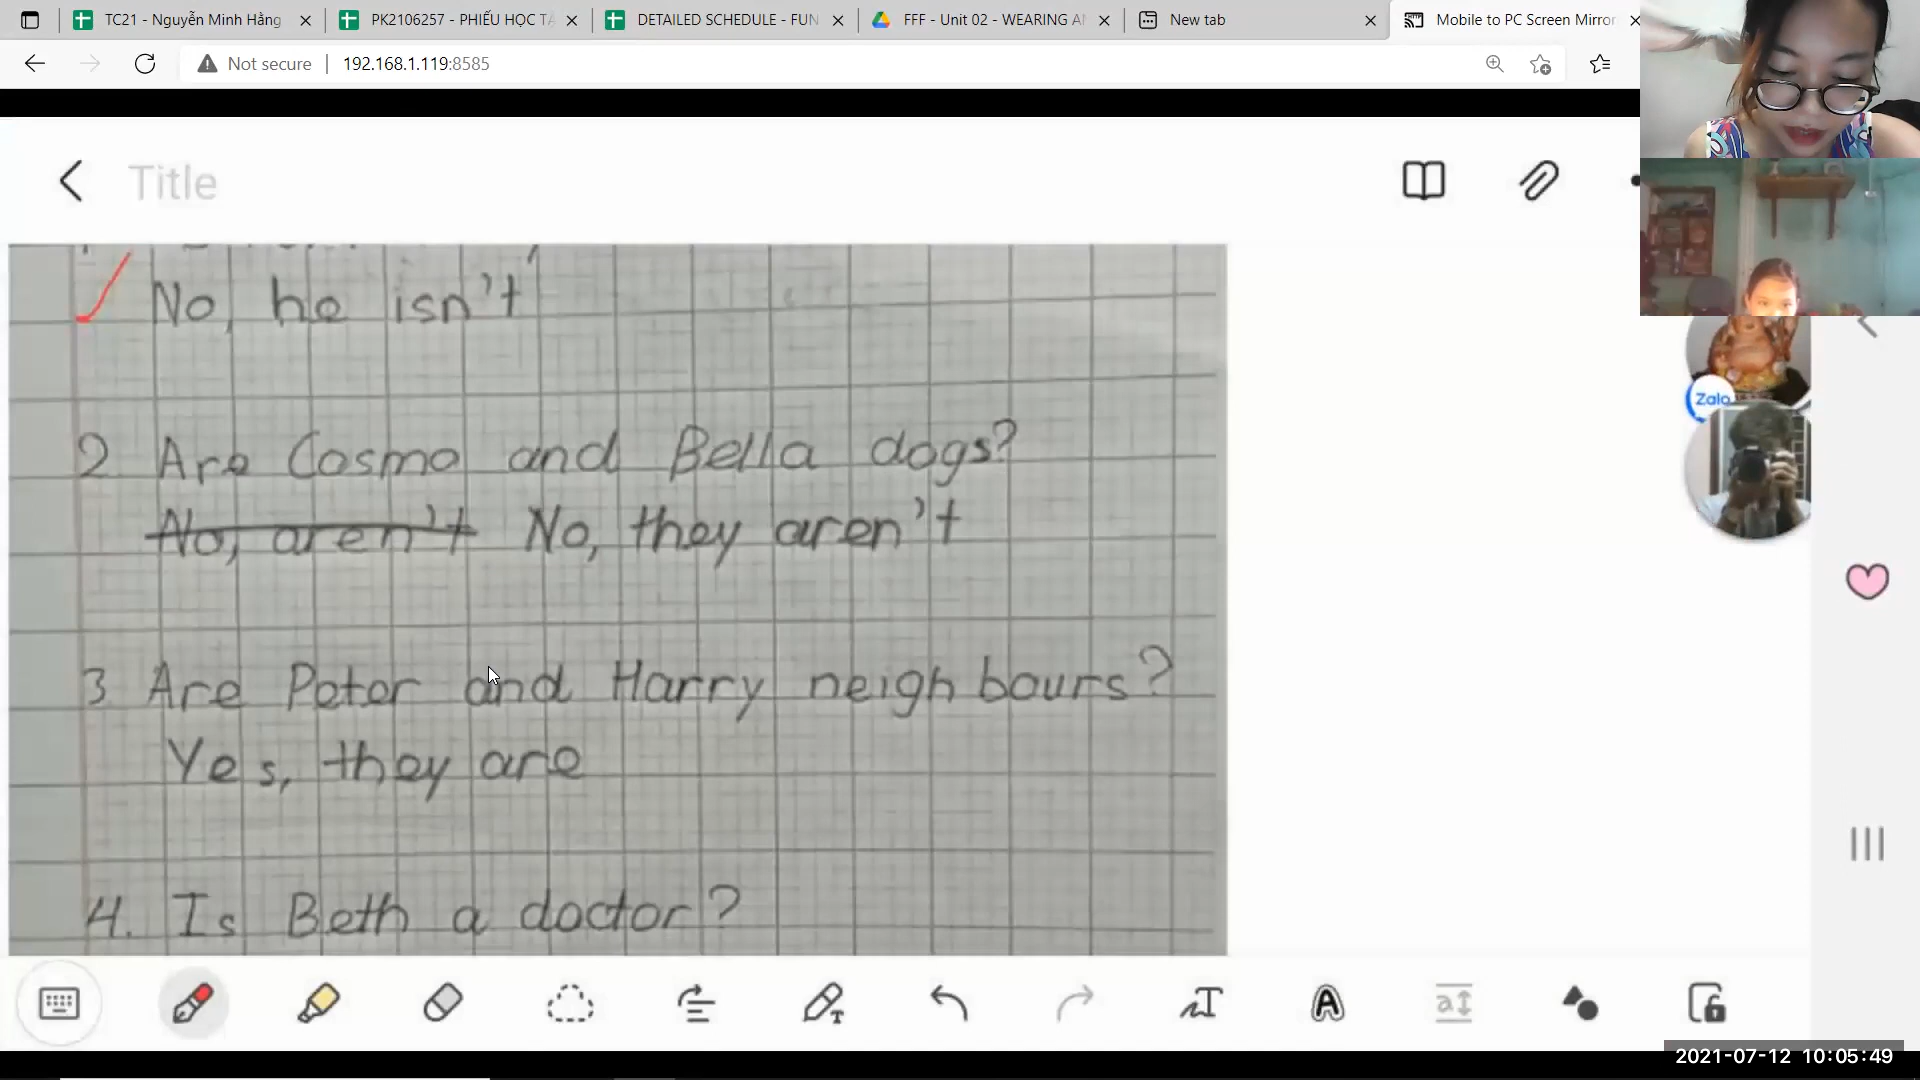 TC21 - Nguyễn Minh Hằng
PK2106257 - PHIẾU HỌC TẬ
DETAILED SCHEDULE - FUN
FFF - Unit 02 - WEARING A
New tab
Mobile to PC Screen Mirror
Not secure
192.168.1.119:8585
Title
No, he isn't
2 Are Cosmo and Bella dogs?
No, aren't No, they aren't
3 Are Peter and Harry neighbours?
Yes, they are
4. Is Beth a doctor?
Zalo
2021-07-12 10:05:49